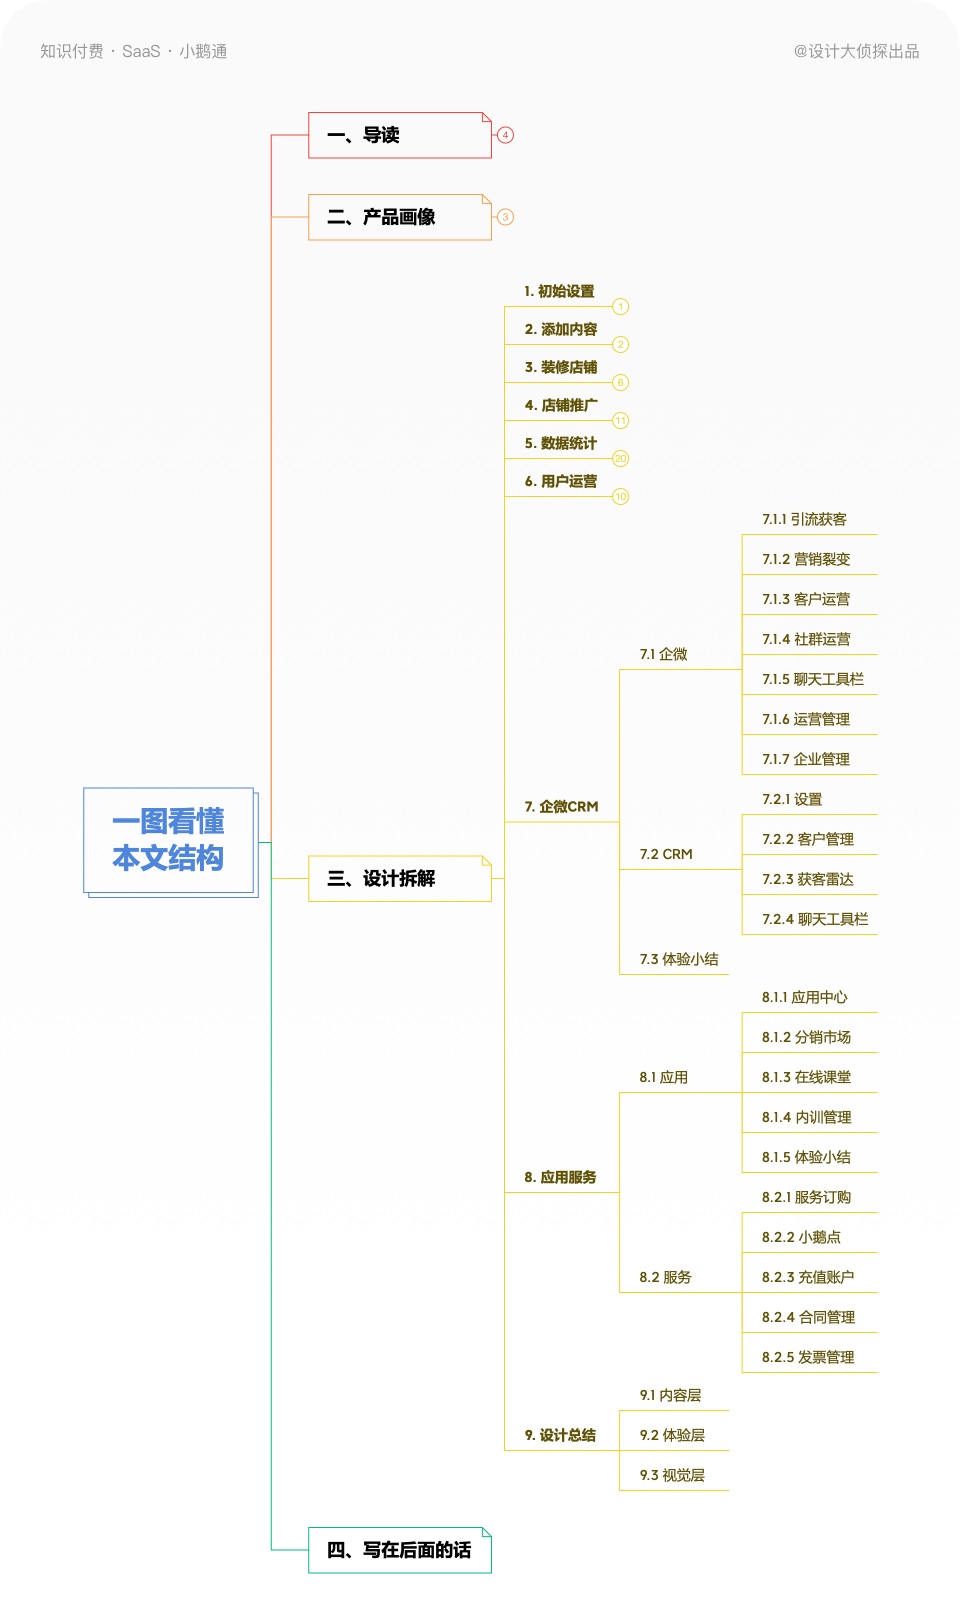 知识付费 · SaaS · 小鹅通
@设计大侦探出品
一、导读
4
二、产品画像
3
1. 初始设置
1
2. 添加内容
2
3. 装修店铺
6
4. 店铺推广
11
5. 数据统计
20
6. 用户运营
10
7.1.1 引流获客
7.1.2 营销裂变
7.1.3 客户运营
7.1.4 社群运营
7.1 企微
7.1.5 聊天工具栏
7.1.6 运营管理
7.1.7 企业管理
7.2.1 设置
7. 企微CRM
一图看懂
本文结构
7.2.2 客户管理
7.2 CRM
三、设计拆解
7.2.3 获客雷达
7.2.4 聊天工具栏
7.3 体验小结
8.1.1 应用中心
8.1.2 分销市场
8.1 应用
8.1.3 在线课堂
8.1.4 内训管理
8.1.5 体验小结
8. 应用服务
8.2.1 服务订购
8.2.2 小鹅点
8.2 服务
8.2.3 充值账户
8.2.4 合同管理
8.2.5 发票管理
9.1 内容层
9. 设计总结
9.2 体验层
9.3 视觉层
四、写在后面的话